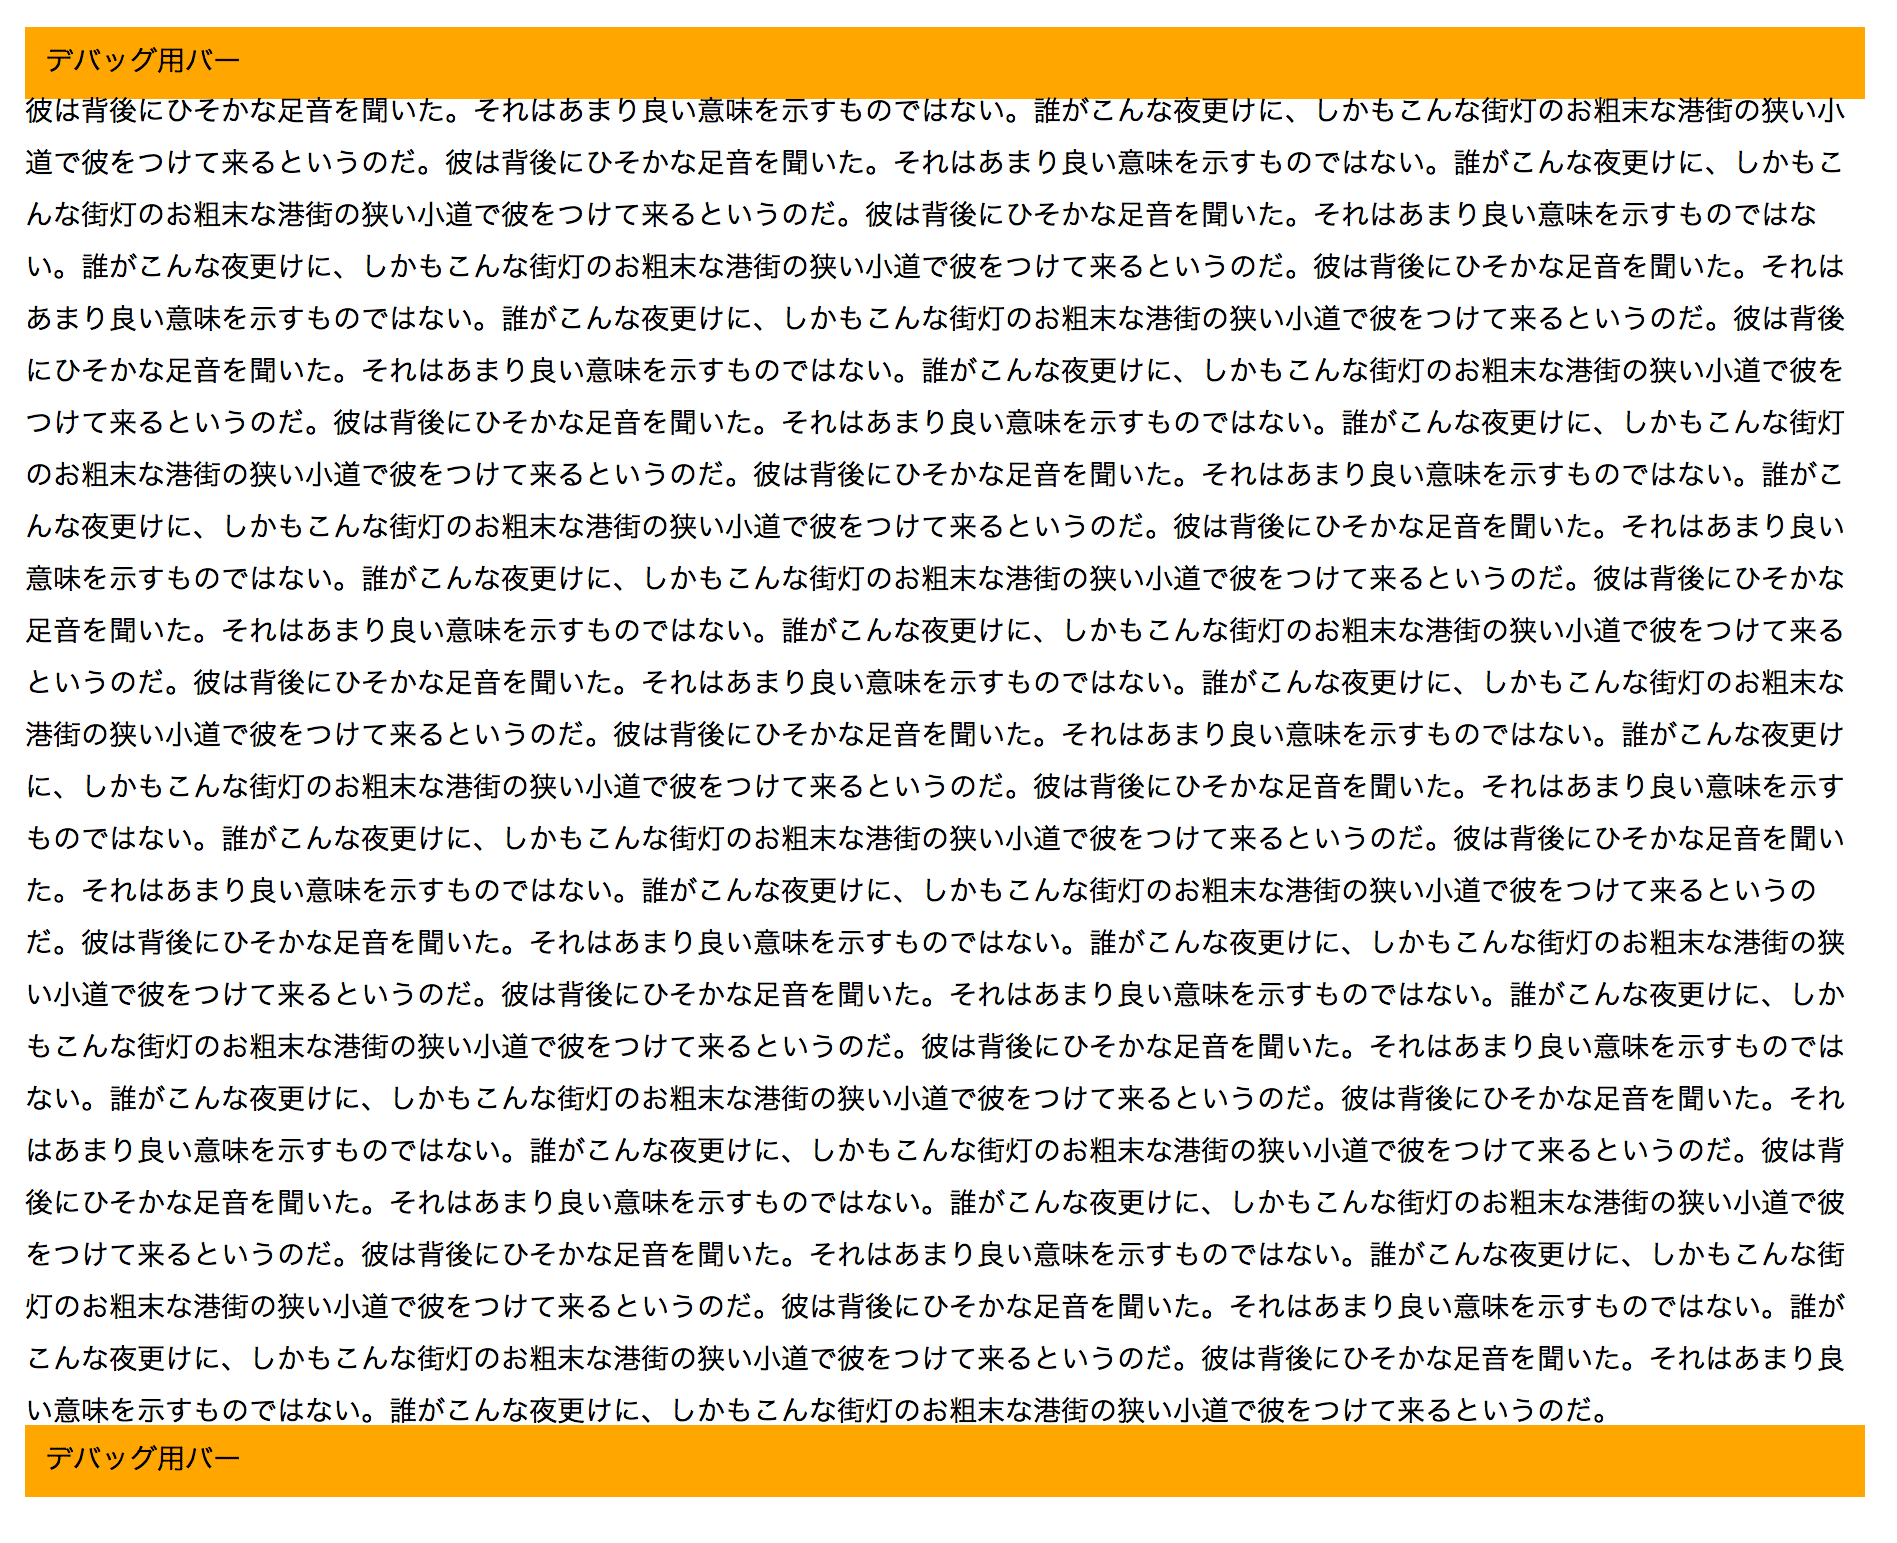 デバッグ用バー
彼は背後にひそかな足音を聞いた。それはあまり良い意味を示すものではない。誰がこんな夜更けに、しかもこんな街灯のお粗末な港街の狭い小
道で彼をつけて来るというのだ。彼は背後にひそかな足音を聞いた。それはあまり良い意味を示すものではない。誰がこんな夜更けに、しかもこ
んな街灯のお粗末な港街の狭い小道で彼をつけて来るというのだ。彼は背後にひそかな足音を聞いた。それはあまり良い意味を示すものではな
い。誰がこんな夜更けに、しかもこんな街灯のお粗末な港街の狭い小道で彼をつけて来るというのだ。彼は背後にひそかな足音を聞いた。それは
あまり良い意味を示すものではない。誰がこんな夜更けに、しかもこんな街灯のお粗末な港街の狭い小道で彼をつけて来るというのだ。彼は背後
にひそかな足音を聞いた。それはあまり良い意味を示すものではない。誰がこんな夜更けに、しかもこんな街灯のお粗末な港街の狭い小道で彼を
つけて来るというのだ。彼は背後にひそかな足音を聞いた。それはあまり良い意味を示すものではない。誰がこんな夜更けに、しかもこんな街灯
のお粗末な港街の狭い小道で彼をつけて来るというのだ。彼は背後にひそかな足音を聞いた。それはあまり良い意味を示すものではない。誰がこ
んな夜更けに、しかもこんな街灯のお粗末な港街の狭い小道で彼をつけて来るというのだ。彼は背後にひそかな足音を聞いた。それはあまり良い
意味を示すものではない。誰がこんな夜更けに、しかもこんな街灯のお粗末な港街の狭い小道で彼をつけて来るというのだ。彼は背後にひそかな
足音を聞いた。それはあまり良い意味を示すものではない。誰がこんな夜更けに、しかもこんな街灯のお粗末な港街の狭い小道で彼をつけて来る
というのだ。彼は背後にひそかな足音を聞いた。それはあまり良い意味を示すものではない。誰がこんな夜更けに、しかもこんな街灯のお粗末な
港街の狭い小道で彼をつけて来るというのだ。彼は背後にひそかな足音を聞いた。それはあまり良い意味を示すものではない。誰がこんな夜更け
に、しかもこんな街灯のお粗末な港街の狭い小道で彼をつけて来るというのだ。彼は背後にひそかな足音を聞いた。それはあまり良い意味を示す
ものではない。誰がこんな夜更けに、しかもこんな街灯のお粗末な港街の狭い小道で彼をつけて来るというのだ。彼は背後にひそかな足音を聞い
た。それはあまり良い意味を示すものではない。誰がこんな夜更けに、しかもこんな街灯のお粗末な港街の狭い小道で彼をつけて来るというの
だ。彼は背後にひそかな足音を聞いた。それはあまり良い意味を示すものではない。誰がこんな夜更けに、しかもこんな街灯のお粗末な港街の狭
い小道で彼をつけて来るというのだ。彼は背後にひそかな足音を聞いた。それはあまり良い意味を示すものではない。誰がこんな夜更けに、しか
もこんな街灯のお粗末な港街の狭い小道で彼をつけて来るというのだ。彼は背後にひそかな足音を聞いた。それはあまり良い意味を示すものでは
ない。誰がこんな夜更けに、しかもこんな街灯のお粗末な港街の狭い小道で彼をつけて来るというのだ。彼は背後にひそかな足音を聞いた。それ
はあまり良い意味を示すものではない。誰がこんな夜更けに、しかもこんな街灯のお粗末な港街の狭い小道で彼をつけて来るというのだ。彼は背
後にひそかな足音を聞いた。それはあまり良い意味を示すものではない。誰がこんな夜更けに、しかもこんな街灯のお粗末な港街の狭い小道で彼
をつけて来るというのだ。彼は背後にひそかな足音を聞いた。それはあまり良い意味を示すものではない。誰がこんな夜更けに、しかもこんな街
灯のお粗末な港街の狭い小道で彼をつけて来るというのだ。彼は背後にひそかな足音を聞いた。それはあまり良い意味を示すものではない。誰が
こんな夜更けに、しかもこんな街灯のお粗末な港街の狭い小道で彼をつけて来るというのだ。彼は背後にひそかな足音を聞いた。それはあまり良
い意味を示すものではない。誰がこんな夜更けに、しかもこんな街灯のお粗末な港街の狭い小道で彼をつけて来るというのだ。
デバッグ用バー